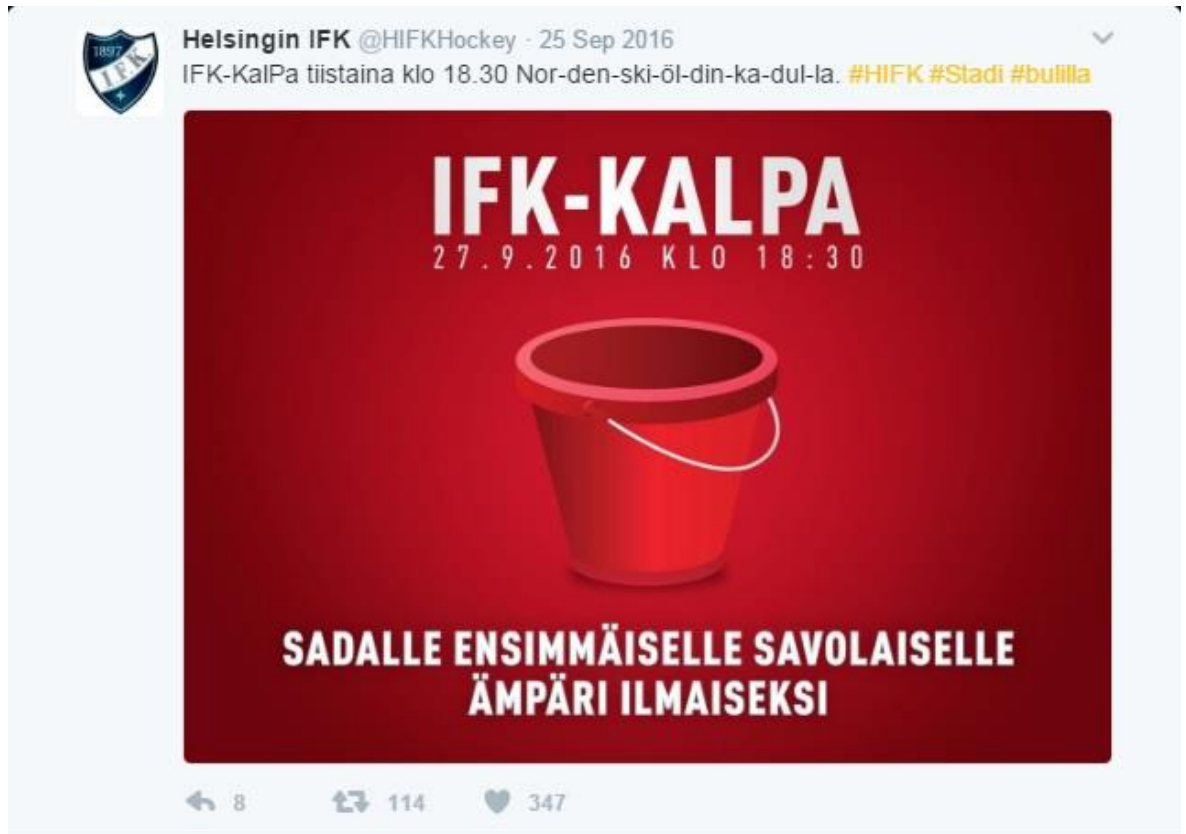 Helsingin IFK @HIFKHockey · 25 Sep 2016
IFK-KalPa tiistaina klo 18.30 Nor-den-ski-öl-din-ka-dul-la. #HIFK #Stadi #bulilla
1897
I.F.K.
IFK-KALPA
27.9.2016 KLO 18:30
SADALLE ENSIMMÄISELLE SAVOLAISELLE
ÄMPÄRI ILMAISEKSI
8 114 347